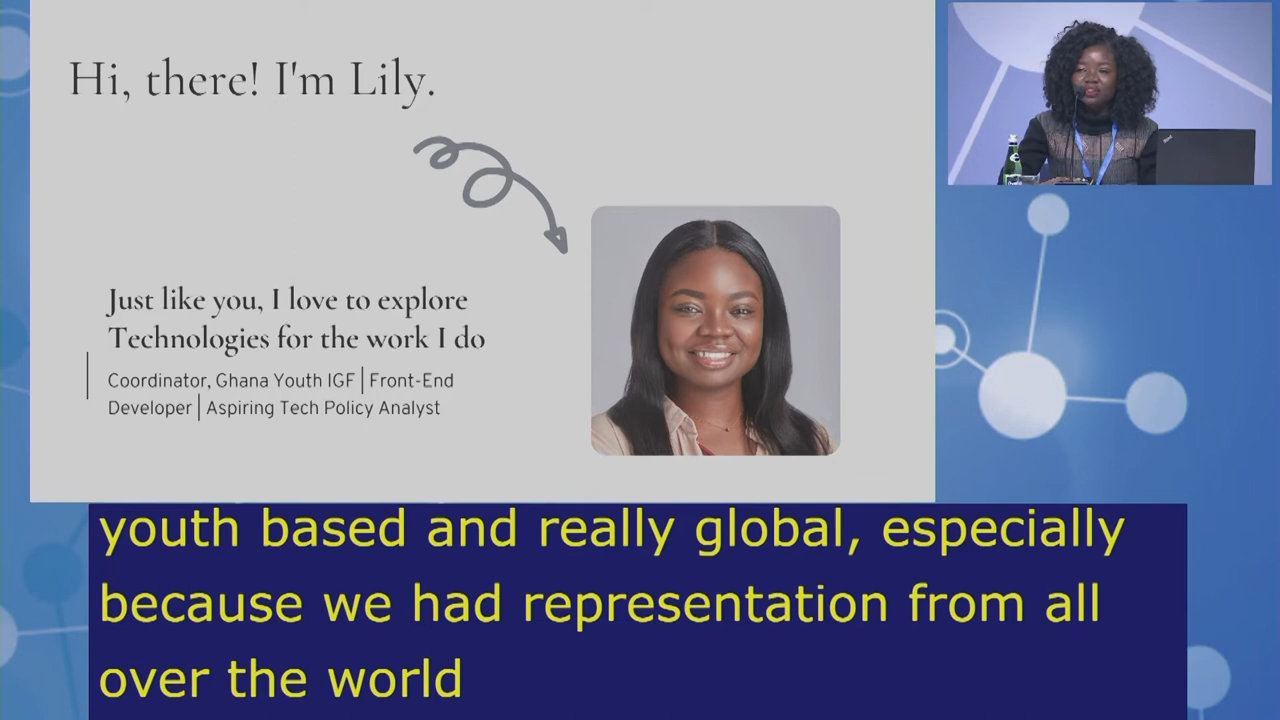 Hi, there! I'm Lily.
Just like you, I love to explore
Technologies for the work I do
Coordinator, Ghana Youth IGF | Front-End
Developer | Aspiring Tech Policy Analyst
youth based and really global, especially
because we had representation from all
over the world